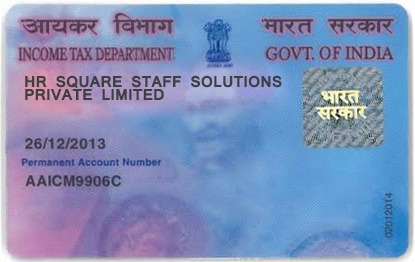 आयकर विभाग भारत सरकार
INCOME TAX DEPARTMENT GOVT. OF INDIA
HR SQUARE STAFF SOLUTIONS
PRIVATE LIMITED
भारत
सरकार
26/12/2013
Permanent Account Number
AAICM9906C
02012014